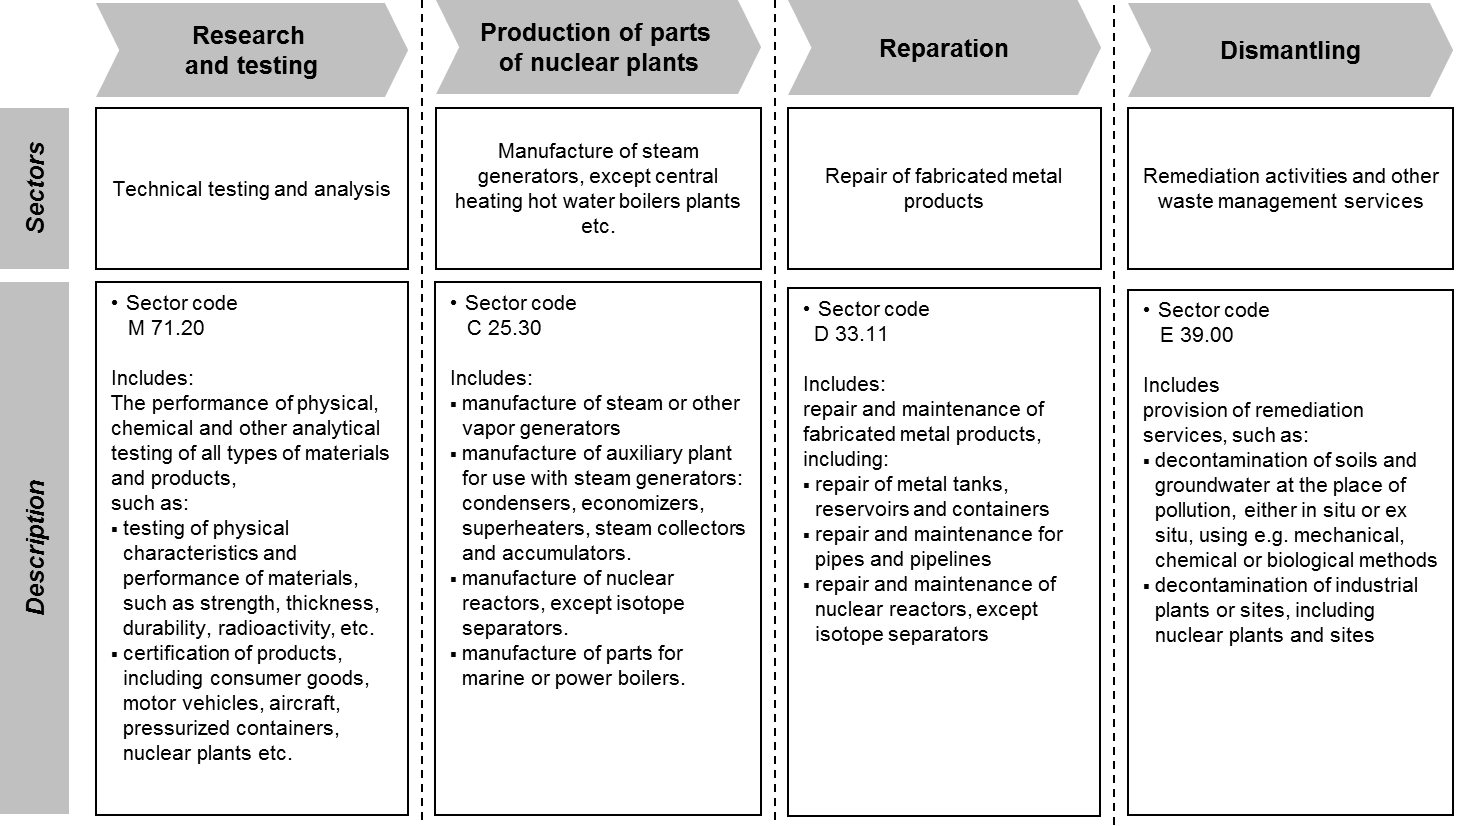 Research
and testing
Production of parts
of nuclear plants
Reparation
Dismantling
Sectors
Technical testing and analysis
Manufacture of steam
generators, except central
heating hot water boilers plants
etc.
Repair of fabricated metal
products
Remediation activities and other
waste management services
Description
• Sector code
M 71.20
Includes:
The performance of physical,
chemical and other analytical
testing of all types of materials
and products,
such as:
▪ testing of physical
characteristics and
performance of materials,
such as strength, thickness,
durability, radioactivity, etc.
▪ certification of products,
including consumer goods,
motor vehicles, aircraft,
pressurized containers,
nuclear plants etc.
• Sector code
C 25.30
Includes:
▪ manufacture of steam or other
vapor generators
▪ manufacture of auxiliary plant
for use with steam generators:
condensers, economizers,
superheaters, steam collectors
and accumulators.
▪ manufacture of nuclear
reactors, except isotope
separators.
▪ manufacture of parts for
marine or power boilers.
• Sector code
D 33.11
Includes:
repair and maintenance of
fabricated metal products,
including:
▪ repair of metal tanks,
reservoirs and containers
▪ repair and maintenance for
pipes and pipelines
▪ repair and maintenance of
nuclear reactors, except
isotope separators
• Sector code
E 39.00
Includes
provision of remediation
services, such as:
▪ decontamination of soils and
groundwater at the place of
pollution, either in situ or ex
situ, using e.g. mechanical,
chemical or biological methods
▪ decontamination of industrial
plants or sites, including
nuclear plants and sites